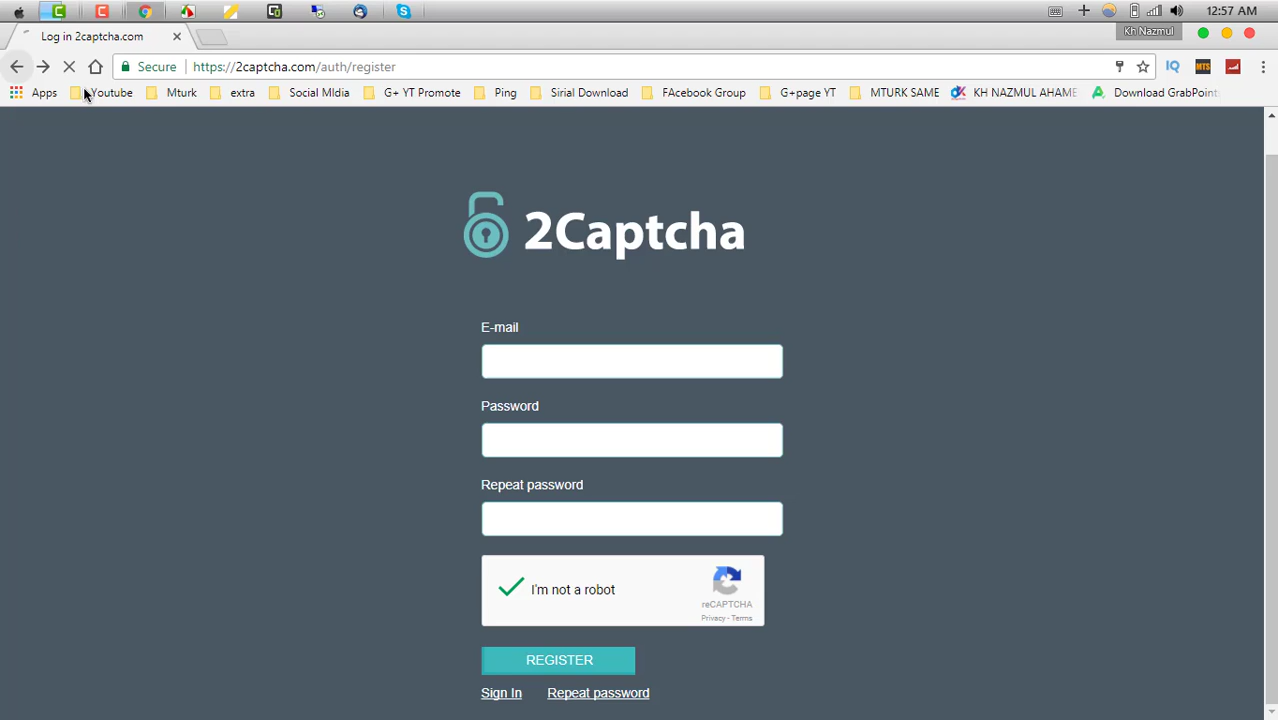 12:57 AM
Log in 2captcha.com
Kh Nazmul
Secure https://2captcha.com/auth/register
Apps Youtube Mturk extra Social MIdia G+ YT Promote Ping Sirial Download FAcebook Group G+page YT MTURK SAME KH NAZMUL AHAME Download GrabPoint
2Captcha
E-mail
Password
Repeat password
I'm not a robot
reCAPTCHA
Privacy - Terms
REGISTER
Sign In Repeat password